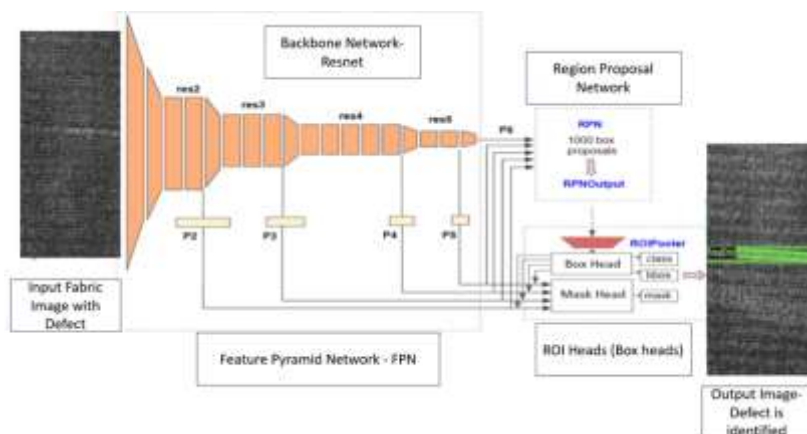 Backbone Network-
Resnet
Region Proposal
Network
res2
res3
res4
res5
P6
RPN
1000 box
proposals
RPNOutput
P2
P3
P4
P5
ROIPooler
Box Head
class
bbox
Mask Head
mask
Input Fabric
Image with
Defect
Feature Pyramid Network - FPN
ROI Heads (Box heads)
Output Image-
Defect is
identified